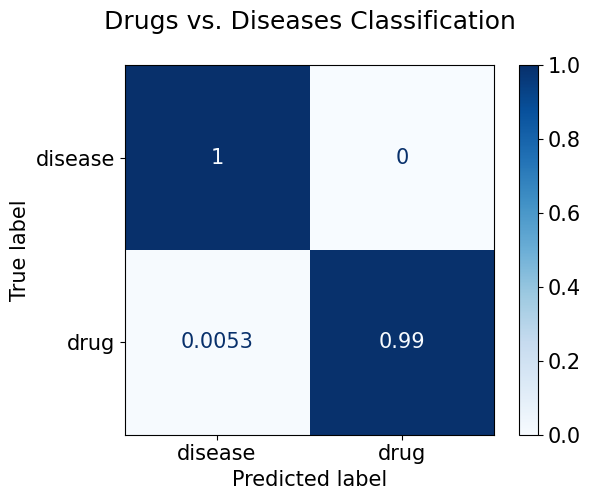 Drugs vs. Diseases Classification
True label
disease
drug
1
0
0.0053
0.99
disease
drug
Predicted label
1.0
0.8
0.6
0.4
0.2
0.0